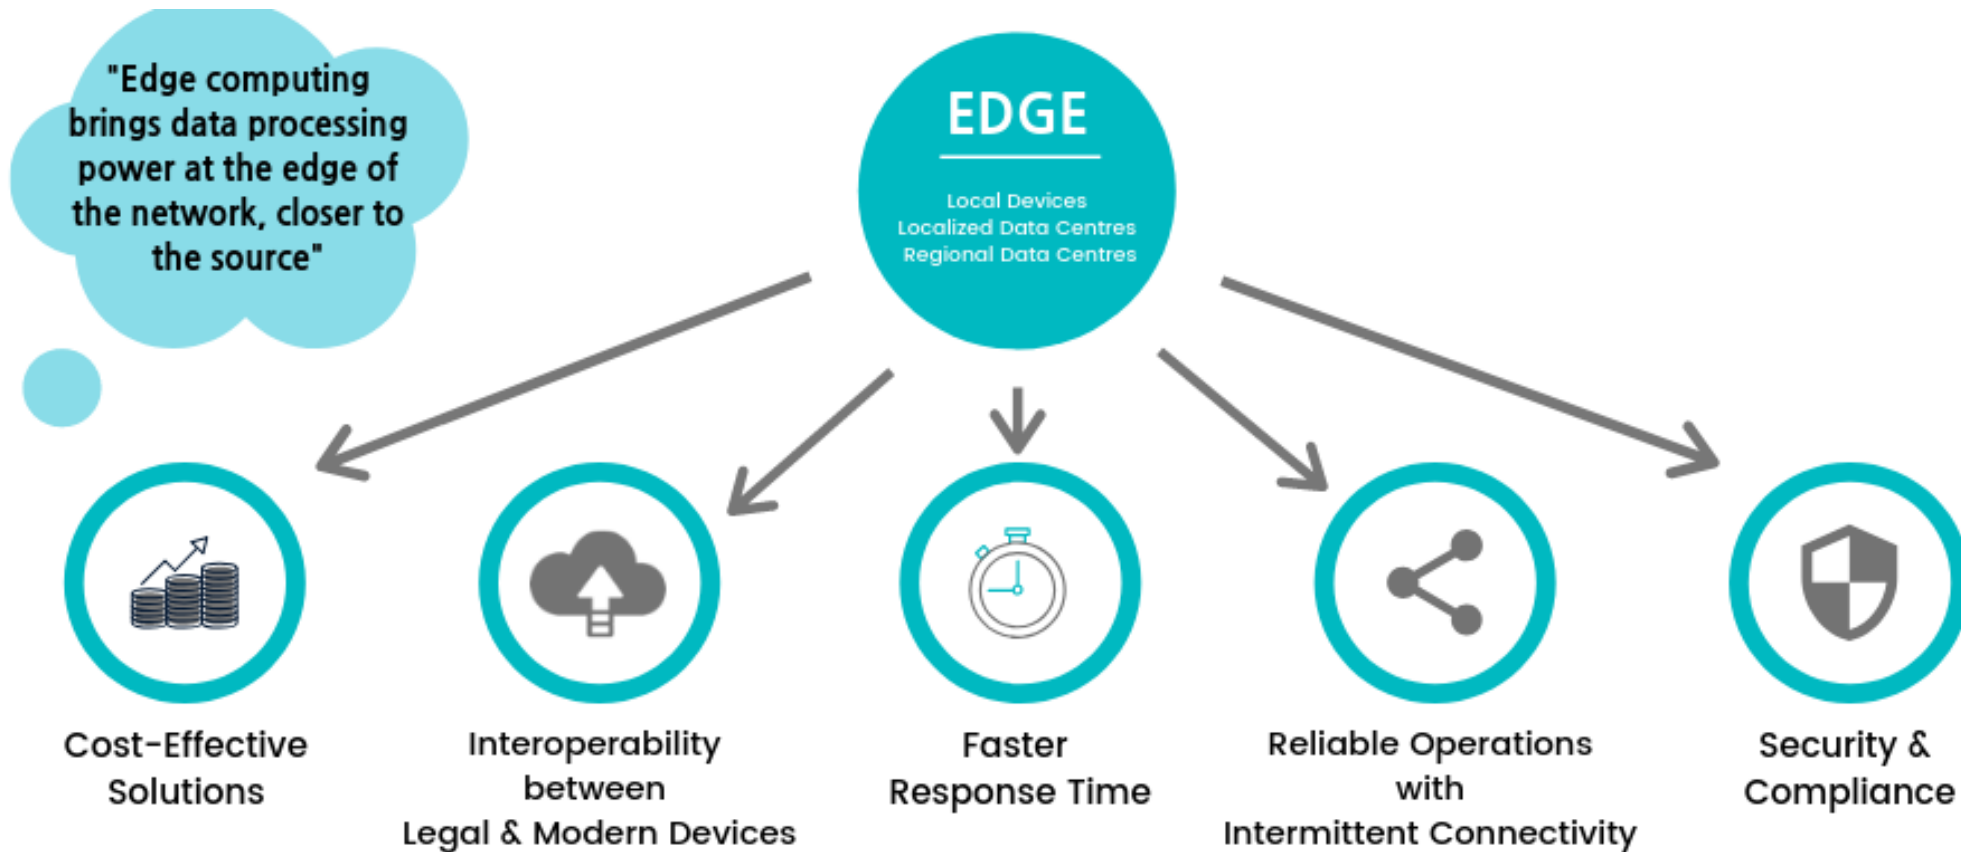 "Edge computing
brings data processing
power at the edge of
the network, closer to
the source"
EDGE
Local Devices
Localized Data Centres
Regional Data Centres
Cost-Effective
Solutions
Interoperability
between
Legal & Modern Devices
Faster
Response Time
Reliable Operations
with
Intermittent Connectivity
Security &
Compliance